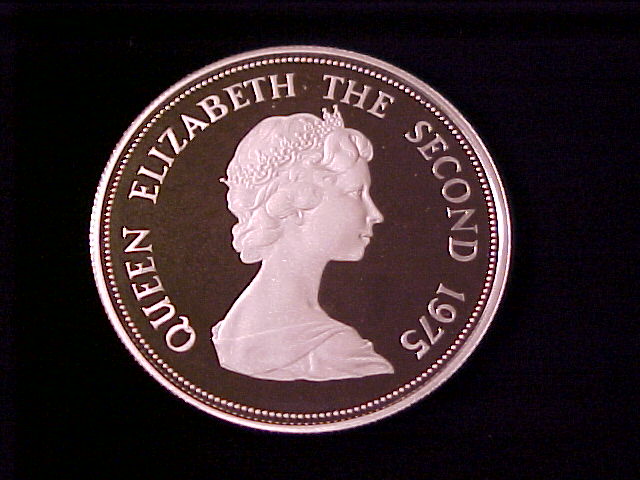 QUEEN ELIZABETH THE SECOND 1975